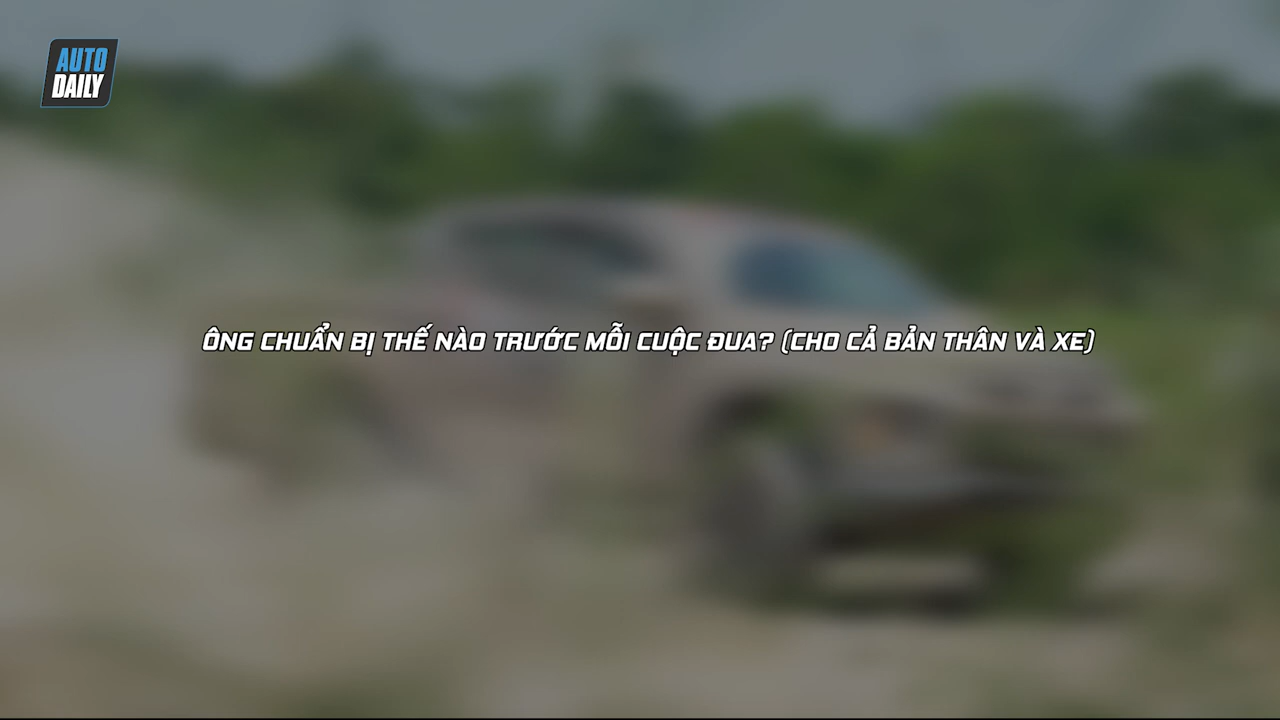 AUTO
DAILY
ÔNG CHUẨN BỊ THẾ NÀO TRƯỚC MỖI CUỘC ĐUA? (CHO CẢ BẢN THÂN VÀ XE)